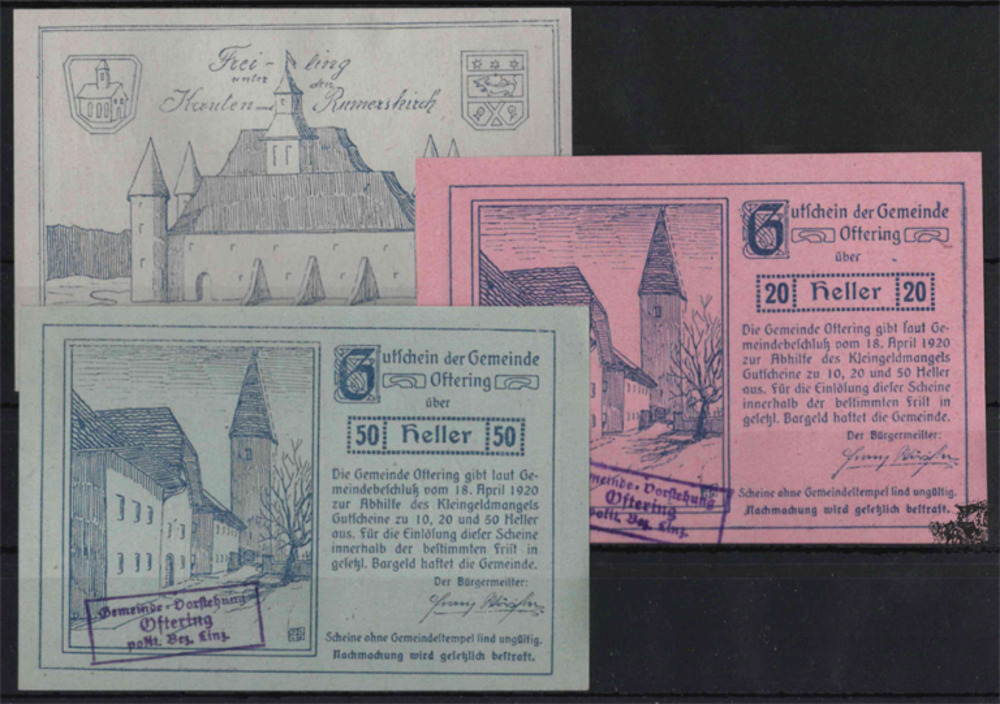 Frei- ling
unter den
Kauten und Rumerskirch
Gutschein der Gemeinde
Oftering
über
20 Heller 20
Die Gemeinde Oftering gibt laut Ge-
meindebeschluß vom 18. April 1920
zur Abhilfe des Kleingeldmangels
Gutscheine zu 10, 20 und 50 Heller
aus. Für die Einlösung dieser Scheine
innerhalb der bestimmten Frist in
gesetzl. Bargeld haftet die Gemeinde.
Der Bürgermeister:
Scheine ohne Gemeindestempel sind ungültig.
Nachmachung wird gesetzlich bestraft.
meinde-Vorstehung
Oftering
polit. Bez. Linz.
Gutschein der Gemeinde
Oftering
über
50 Heller 50
Die Gemeinde Oftering gibt laut Ge-
meindebeschluß vom 18. April 1920
zur Abhilfe des Kleingeldmangels
Gutscheine zu 10, 20 und 50 Heller
aus. Für die Einlösung dieser Scheine
innerhalb der bestimmten Frist in
gesetzl. Bargeld haftet die Gemeinde.
Der Bürgermeister:
Scheine ohne Gemeindestempel sind ungültig.
Nachmachung wird gesetzlich bestraft.
Gemeinde-Vorstehung
Oftering
polit. Bez. Linz.